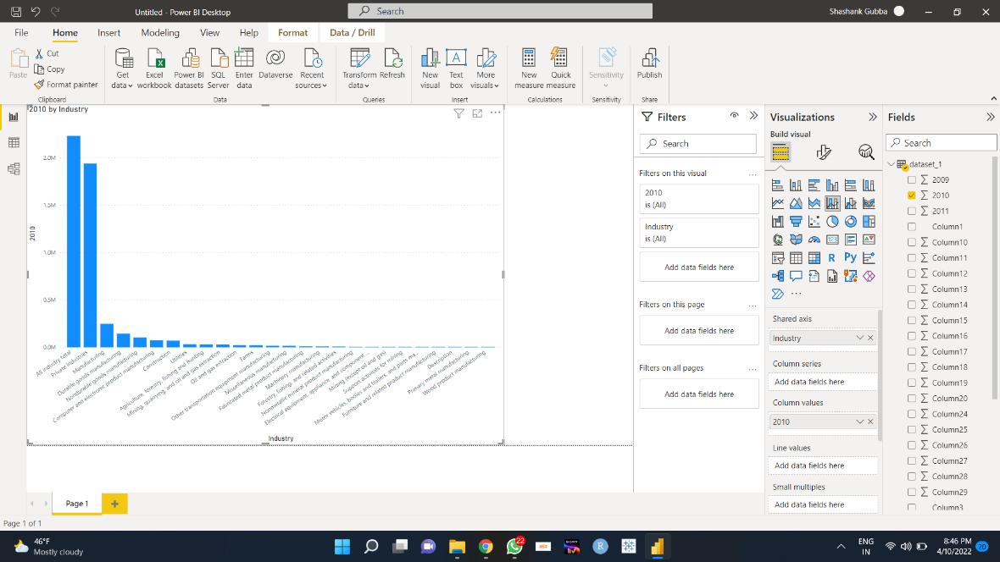 Untitled - Power BI Desktop
Search
Shashank Gubba
File
Home
Insert
Modeling
View
Help
Format
Data / Drill
Paste
Cut
Copy
Format painter
Clipboard
Get data
Excel workbook
Power BI datasets
SQL Server
Enter data
Dataverse
Recent sources
Data
Transform data
Refresh
Queries
New visual
Text box
More visuals
Insert
New measure
Quick measure
Calculations
Sensitivity
Sensitivity
Publish
Share
2010 by Industry
2.0M
1.5M
1.0M
0.5M
0.0M
2010
All industry total
Private industries
Manufacturing
Durable goods manufacturing
Nondurable goods manufacturing
Computer and electronic product manufacturing
Construction
Utilities
Agriculture, forestry, fishing and hunting
Mining, quarrying, and oil and gas extraction
Oil and gas extraction
Farms
Other transportation equipment manufacturing
Miscellaneous manufacturing
Fabricated metal product manufacturing
Machinery manufacturing
Forestry, fishing, and related activities
Nonmetallic mineral product manufacturing
Electrical equipment, appliance, and component ...
Mining (except oil and gas)
Support activities for mining
Motor vehicles, bodies and trailers, and parts ma...
Furniture and related product manufacturing
Description
Primary metal manufacturing
Wood product manufacturing
Industry
Filters
Search
Filters on this visual
...
2010
is (All)
Industry
is (All)
Add data fields here
Filters on this page
...
Add data fields here
Filters on all pages
...
Add data fields here
Visualizations
Build visual
R
Py
123
...
Shared axis
Industry
Column series
Add data fields here
Column values
2010
Line values
Add data fields here
Small multiples
Add data fields here
Fields
Search
dataset_1
2009
2010
2011
Column1
Column10
Column11
Column12
Column13
Column14
Column15
Column16
Column17
Column18
Column19
Column20
Column24
Column25
Column26
Column27
Column28
Column29
Column3
Page 1
Page 1 of 1
46°F
Mostly cloudy
22
R
ENG
IN
8:46 PM
4/10/2022
20